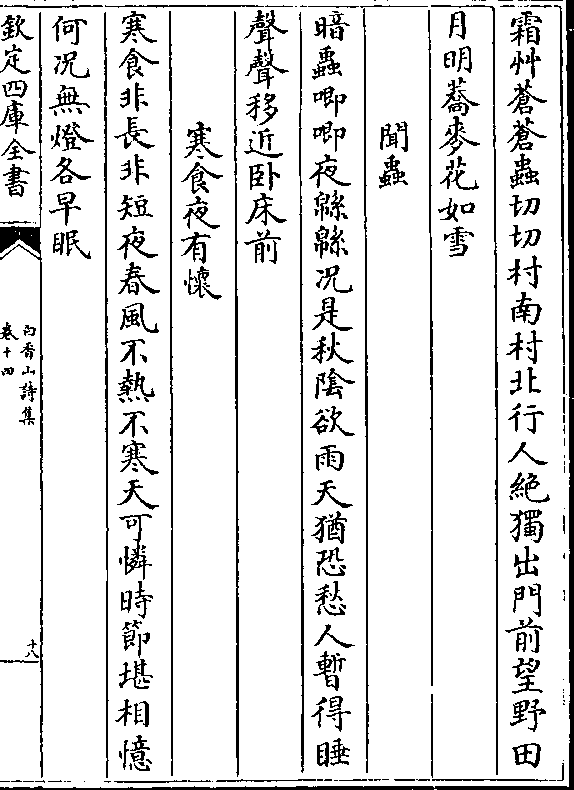 霜艸蒼蒼蟲切切村南村北行人絶獨出門前望野田
月明蕎麥花如雪
聞蟲
暗蟲唧唧夜緜緜况是秋陰欲雨天猶恐愁人暫得睡
聲聲移近卧床前
寒食夜有懷
寒食非長非短夜春風不熱不寒天可憐時節堪相憶
何况無燈各早眠
欽定四庫全書
白香山詩集
卷十四
十八